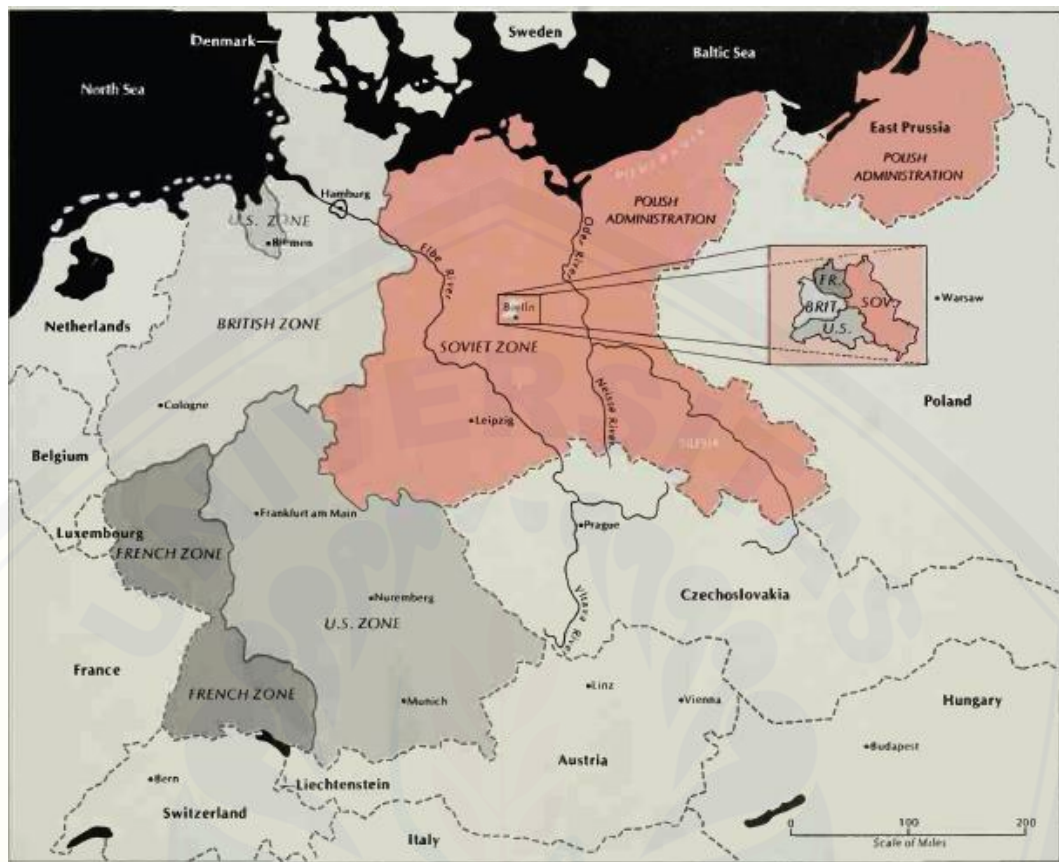 Sweden
Denmark
Baltic Sea
North Sea
East Prussia
POLISH
ADMINISTRATION
POMERANIA
POLISH
ADMINISTRATION
Hamburg
U.S. ZONE
Bremen
Elbe River
Oder River
FR.
BRIT.
SOV.
U.S.
Warsaw
Berlin
Netherlands
BRITISH ZONE
SOVIET ZONE
Neisse River
Cologne
Leipzig
Poland
SILESIA
Belgium
Frankfurt am Main
Prague
Luxembourg
FRENCH ZONE
Nuremberg
Czechoslovakia
U.S. ZONE
Vltava River
France
FRENCH ZONE
Munich
Linz
Vienna
Hungary
Budapest
Austria
Bern
Liechtenstein
Switzerland
Italy
0 100 200
Scale of Miles